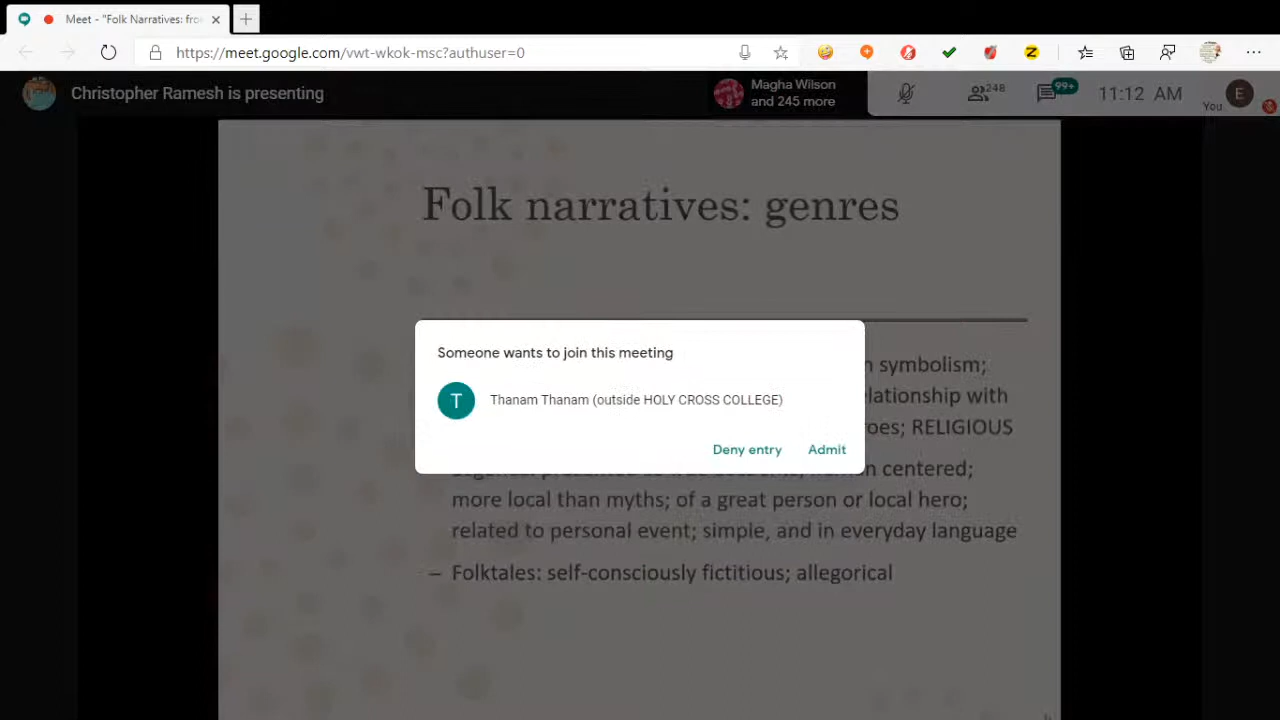 Meet - "Folk Narratives: fro
https://meet.google.com/vwt-wkok-msc?authuser=0
Christopher Ramesh is presenting
Magha Wilson
and 245 more
248
99+
11:12 AM
You
E
Folk narratives: genres
Someone wants to join this meeting
T
Thanam Thanam (outside HOLY CROSS COLLEGE)
Deny entry
Admit
symbolism;
relationship with
RELIGIOUS
centered;
more local than myths; of a great person or local hero;
related to personal event; simple, and in everyday language
– Folktales: self-consciously fictitious; allegorical